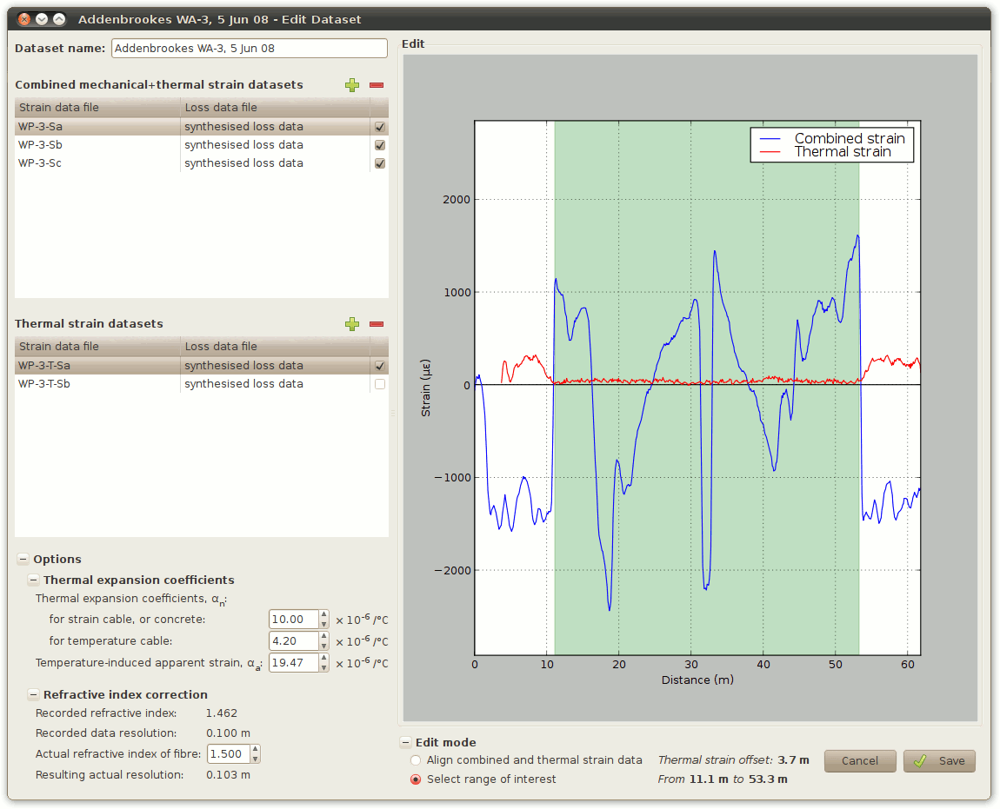 Addenbrookes WA-3, 5 Jun 08 - Edit Dataset
Dataset name: Addenbrookes WA-3, 5 Jun 08
Combined mechanical+thermal strain datasets
Strain data file Loss data file
WP-3-Sa synthesised loss data
WP-3-Sb synthesised loss data
WP-3-Sc synthesised loss data
Thermal strain datasets
Strain data file Loss data file
WP-3-T-Sa synthesised loss data
WP-3-T-Sb synthesised loss data
Options
Thermal expansion coefficients
Thermal expansion coefficients, αn:
for strain cable, or concrete: 10.00 × 10-6 /°C
for temperature cable: 4.20 × 10-6 /°C
Temperature-induced apparent strain, αa: 19.47 × 10-6 /°C
Refractive index correction
Recorded refractive index: 1.462
Recorded data resolution: 0.100 m
Actual refractive index of fibre: 1.500
Resulting actual resolution: 0.103 m
Edit
Combined strain
Thermal strain
2000
1000
0
−1000
−2000
Strain (με)
0 10 20 30 40 50 60
Distance (m)
Edit mode
Align combined and thermal strain data Thermal strain offset: 3.7 m
Select range of interest From 11.1 m to 53.3 m
Cancel Save